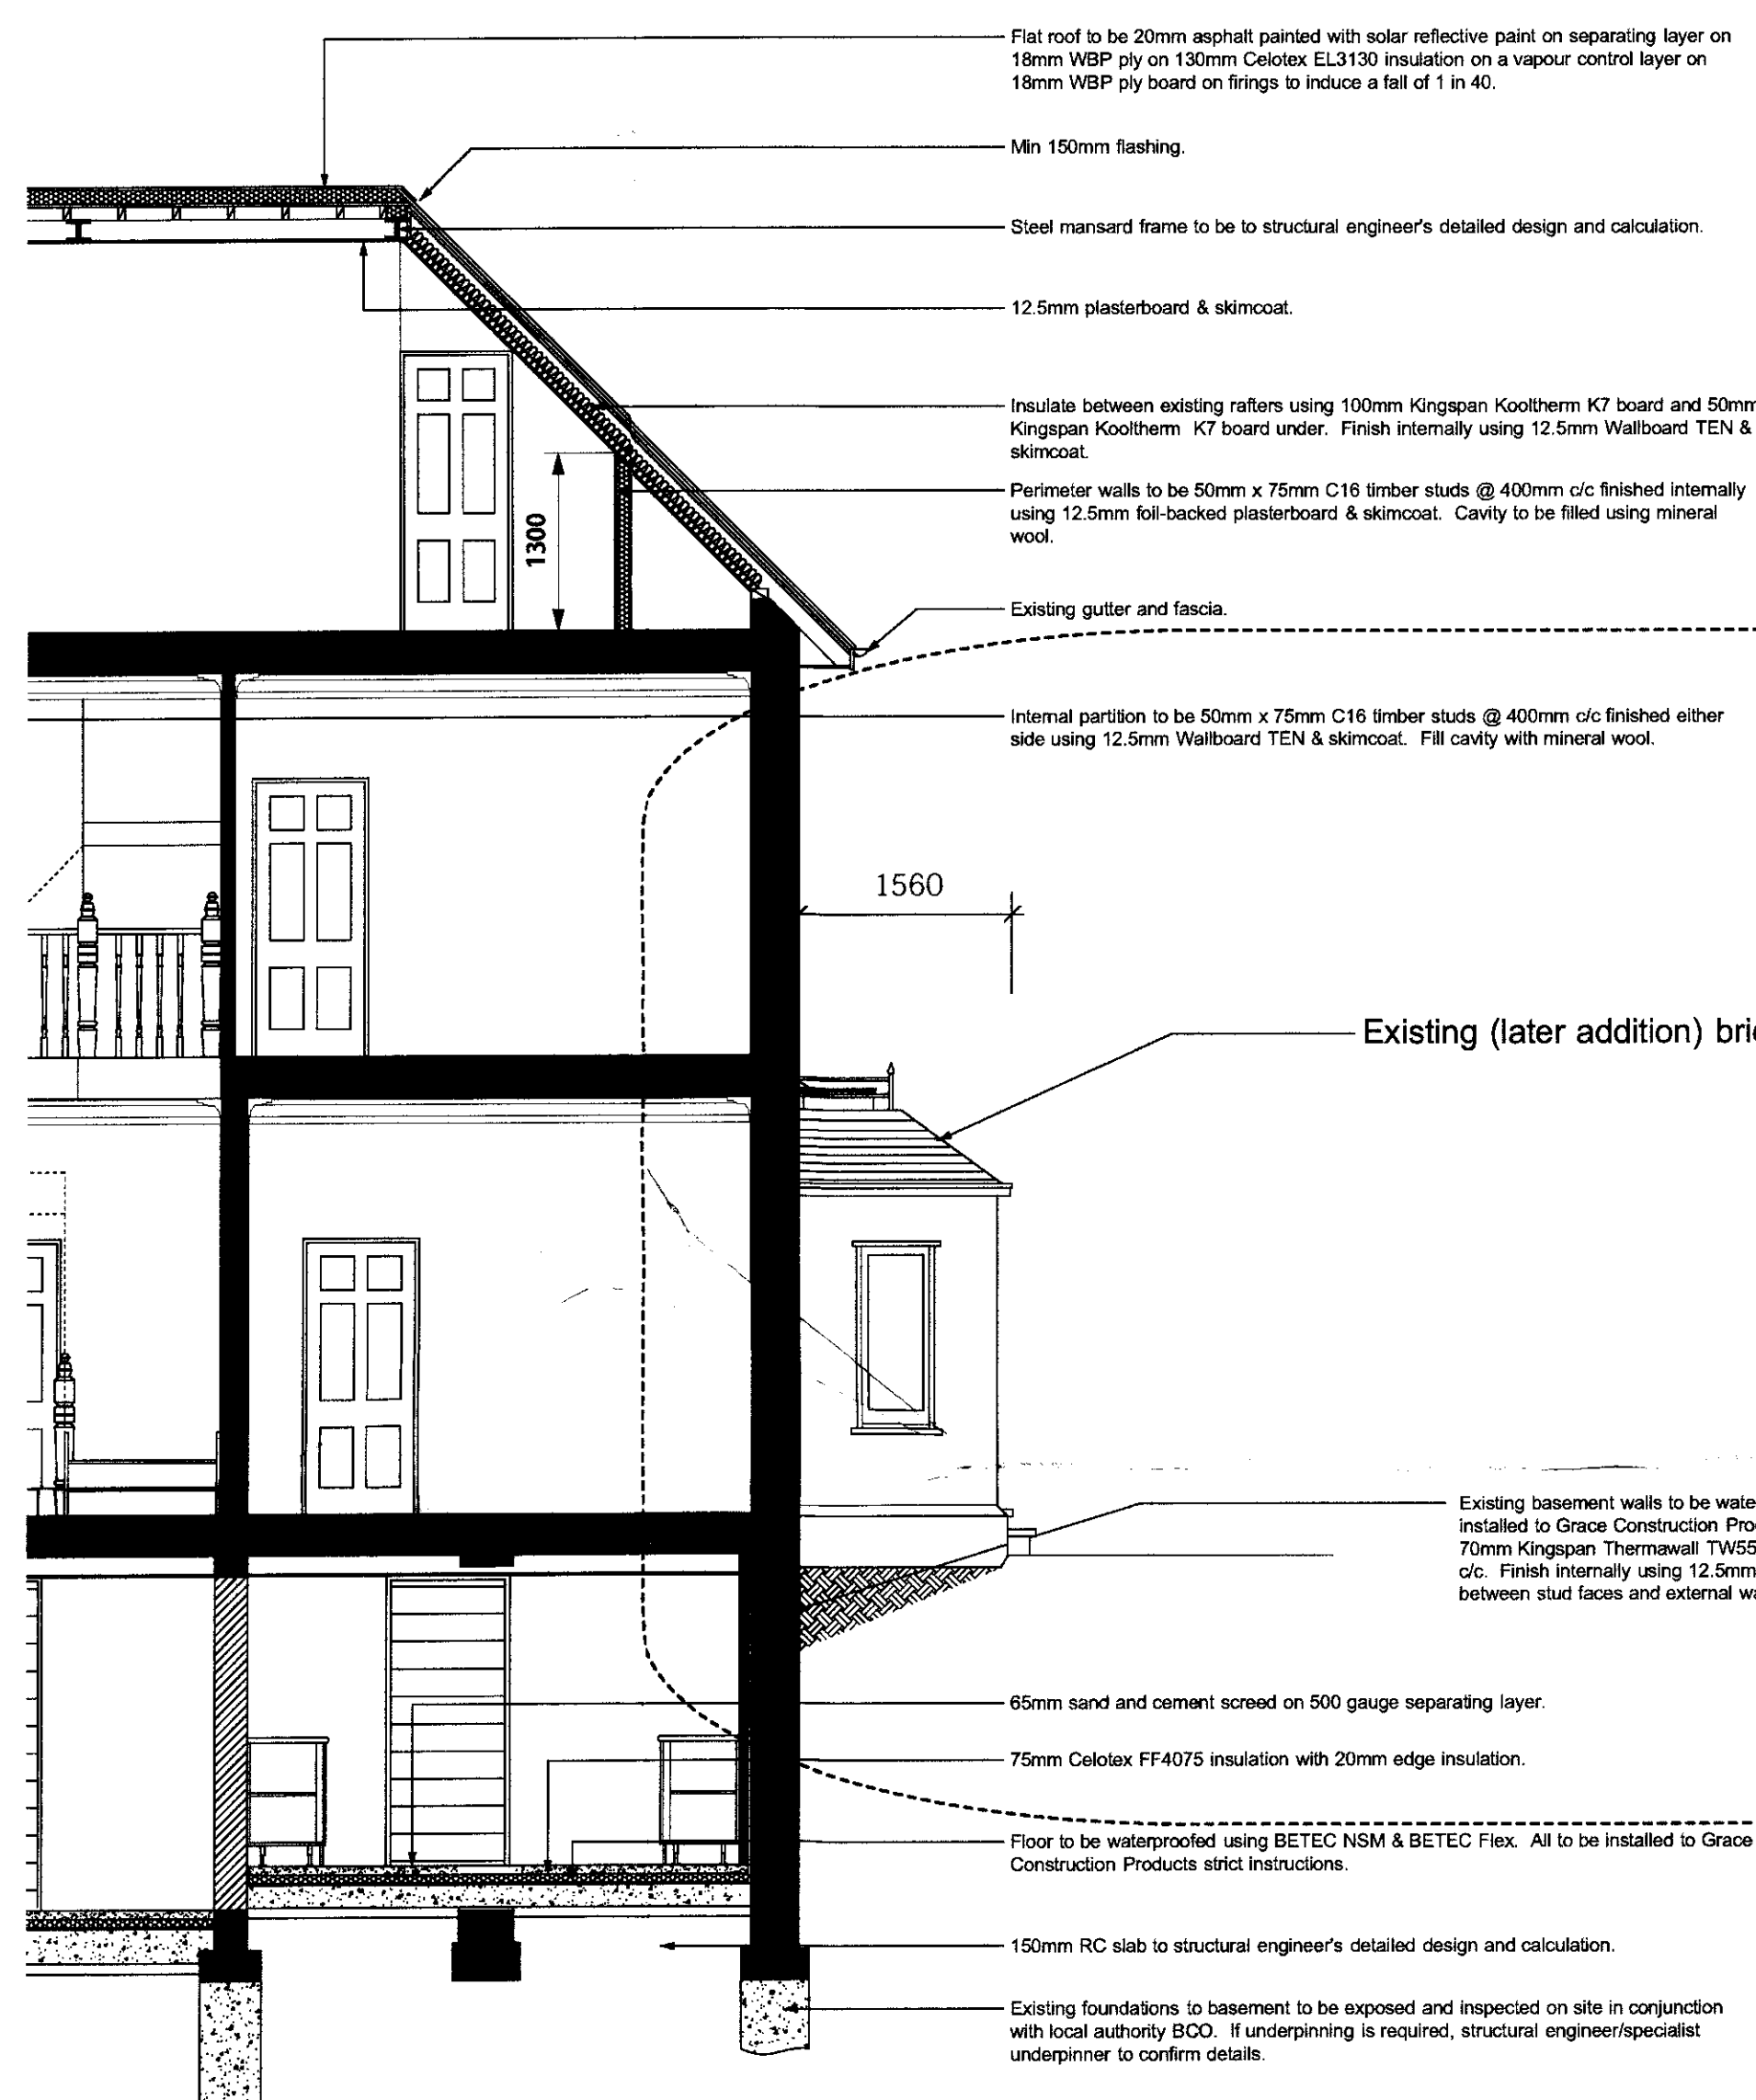 Flat roof to be 20mm asphalt painted with solar reflective paint on separating layer on
18mm WBP ply on 130mm Celotex EL3130 insulation on a vapour control layer on
18mm WBP ply board on firings to induce a fall of 1 in 40.
Min 150mm flashing.
Steel mansard frame to be to structural engineer's detailed design and calculation.
12.5mm plasterboard & skimcoat.
Insulate between existing rafters using 100mm Kingspan Kooltherm K7 board and 50mm
Kingspan Kooltherm K7 board under. Finish internally using 12.5mm Wallboard TEN &
skimcoat.
Perimeter walls to be 50mm x 75mm C16 timber studs @ 400mm c/c finished internally
using 12.5mm foil-backed plasterboard & skimcoat. Cavity to be filled using mineral
wool.
1300
Existing gutter and fascia.
Internal partition to be 50mm x 75mm C16 timber studs @ 400mm c/c finished either
side using 12.5mm Wallboard TEN & skimcoat. Fill cavity with mineral wool.
1560
Existing (later addition)
Existing basement walls to be
installed to Grace Construction
70mm Kingspan Thermawall TW55
c/c. Finish internally using 12.5mm
between stud faces and external
65mm sand and cement screed on 500 gauge separating layer.
75mm Celotex FF4075 insulation with 20mm edge insulation.
Floor to be waterproofed using BETEC NSM & BETEC Flex. All to be installed to Grace
Construction Products strict instructions.
150mm RC slab to structural engineer's detailed design and calculation.
Existing foundations to basement to be exposed and inspected on site in conjunction
with local authority BCO. If underpinning is required, structural engineer/specialist
underpinner to confirm details.